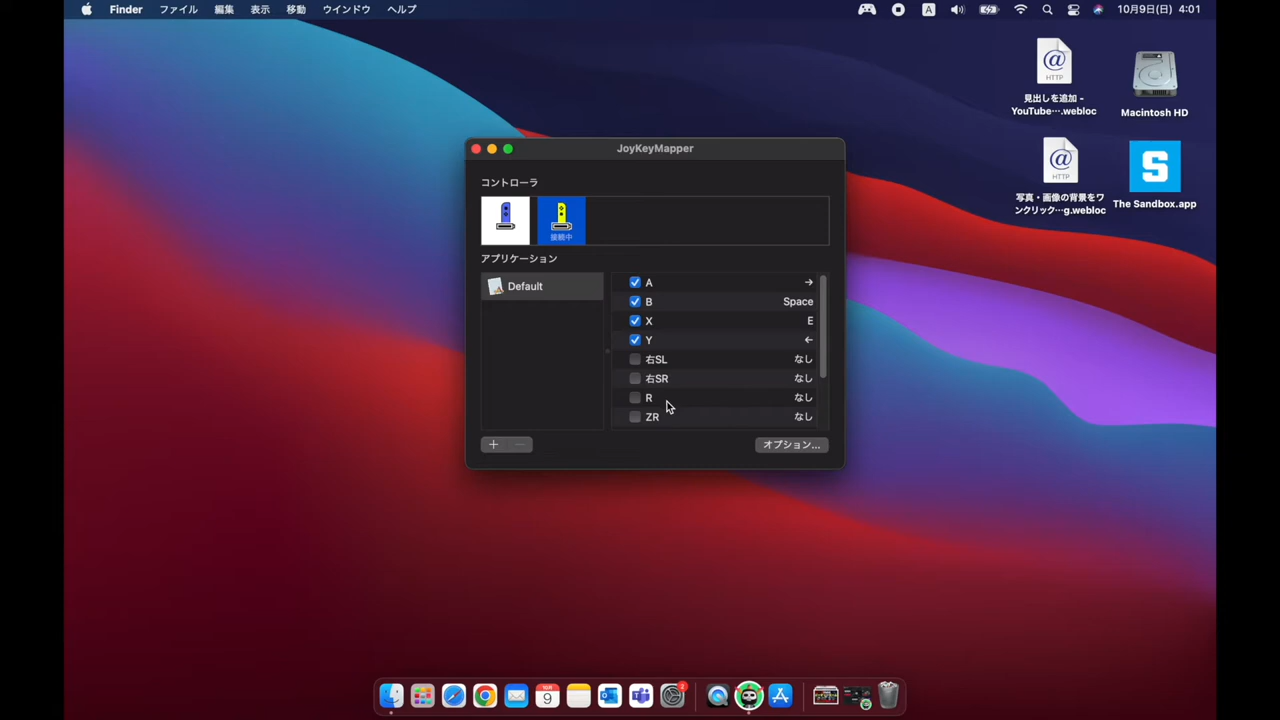 Finder ファイル 編集 表示 移動 ウインドウ ヘルプ A 10月9日(日) 4:01
@
HTTP
見出しを追加 -
YouTube….webloc
Macintosh HD
@
HTTP
写真・画像の背景をワ
ンクリック…g.webloc
S
The Sandbox.app
JoyKeyMapper
コントローラ
接続中
アプリケーション
Default
A →
B Space
X E
Y ←
右SL なし
右SR なし
R なし
ZR なし
+ −
オプション...
9
2